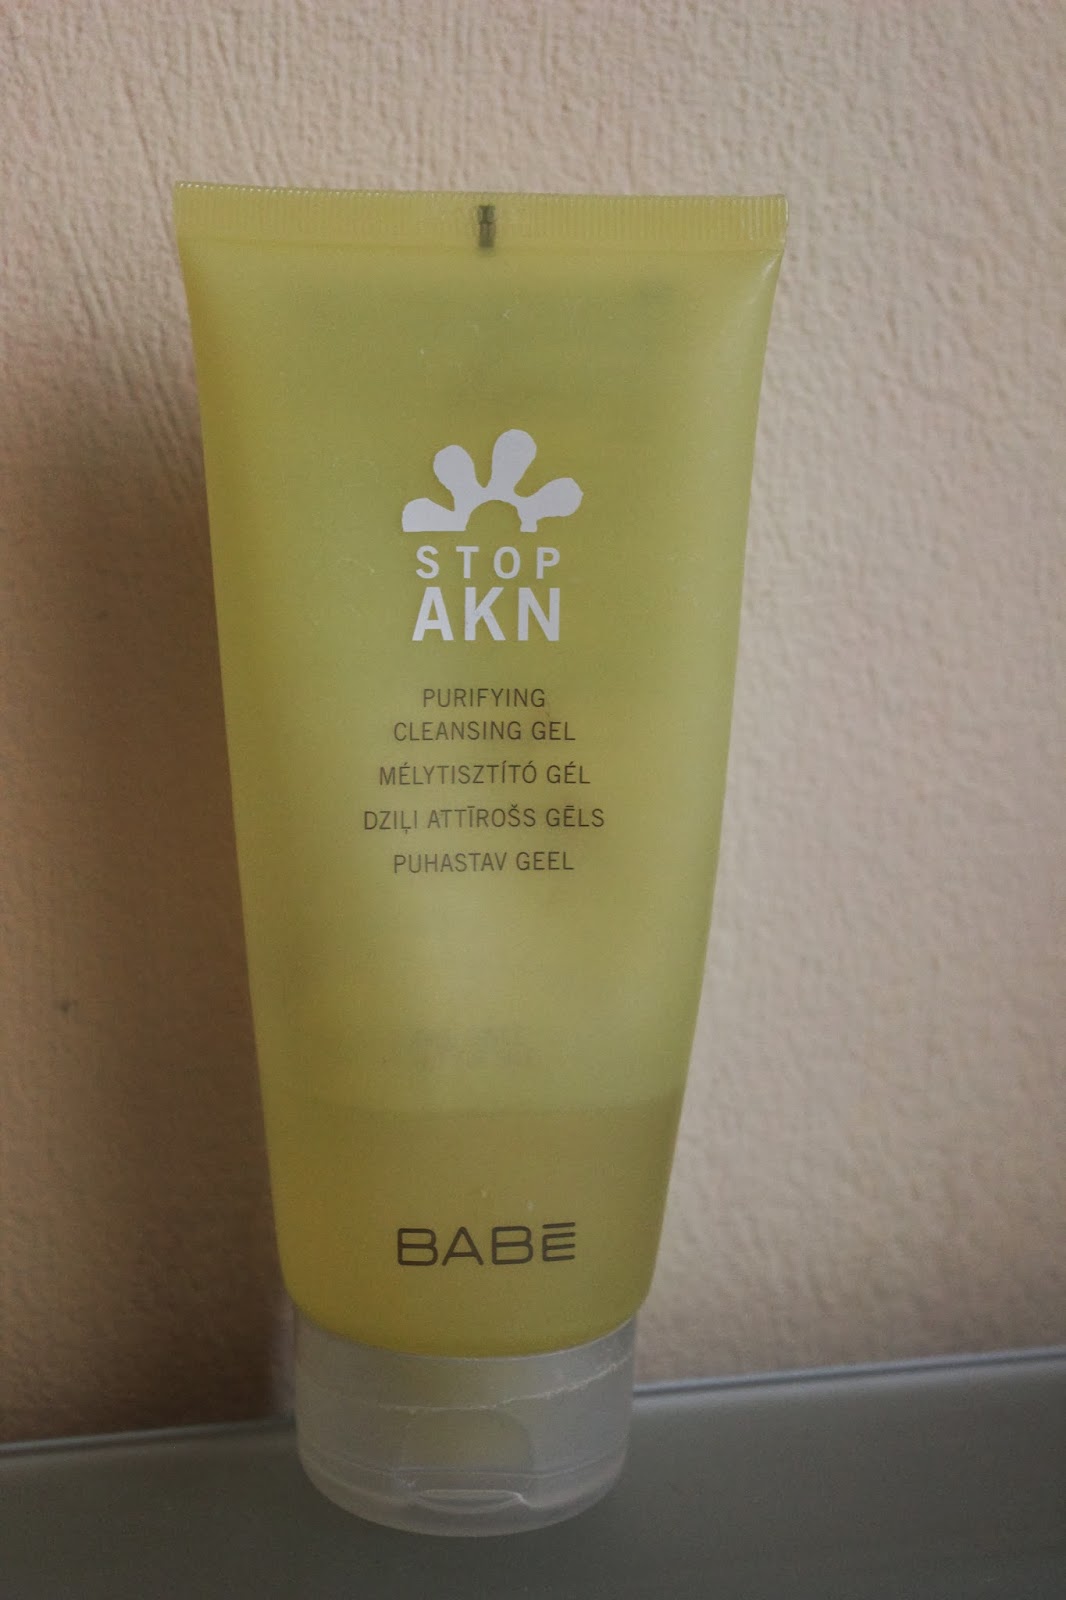 STOP
AKN
PURIFYING
CLEANSING GEL
MÉLYTISZTÍTÓ GÉL
DZIĻI ATTĪROŠS GĒLS
PUHASTAV GEEL
BABĒ